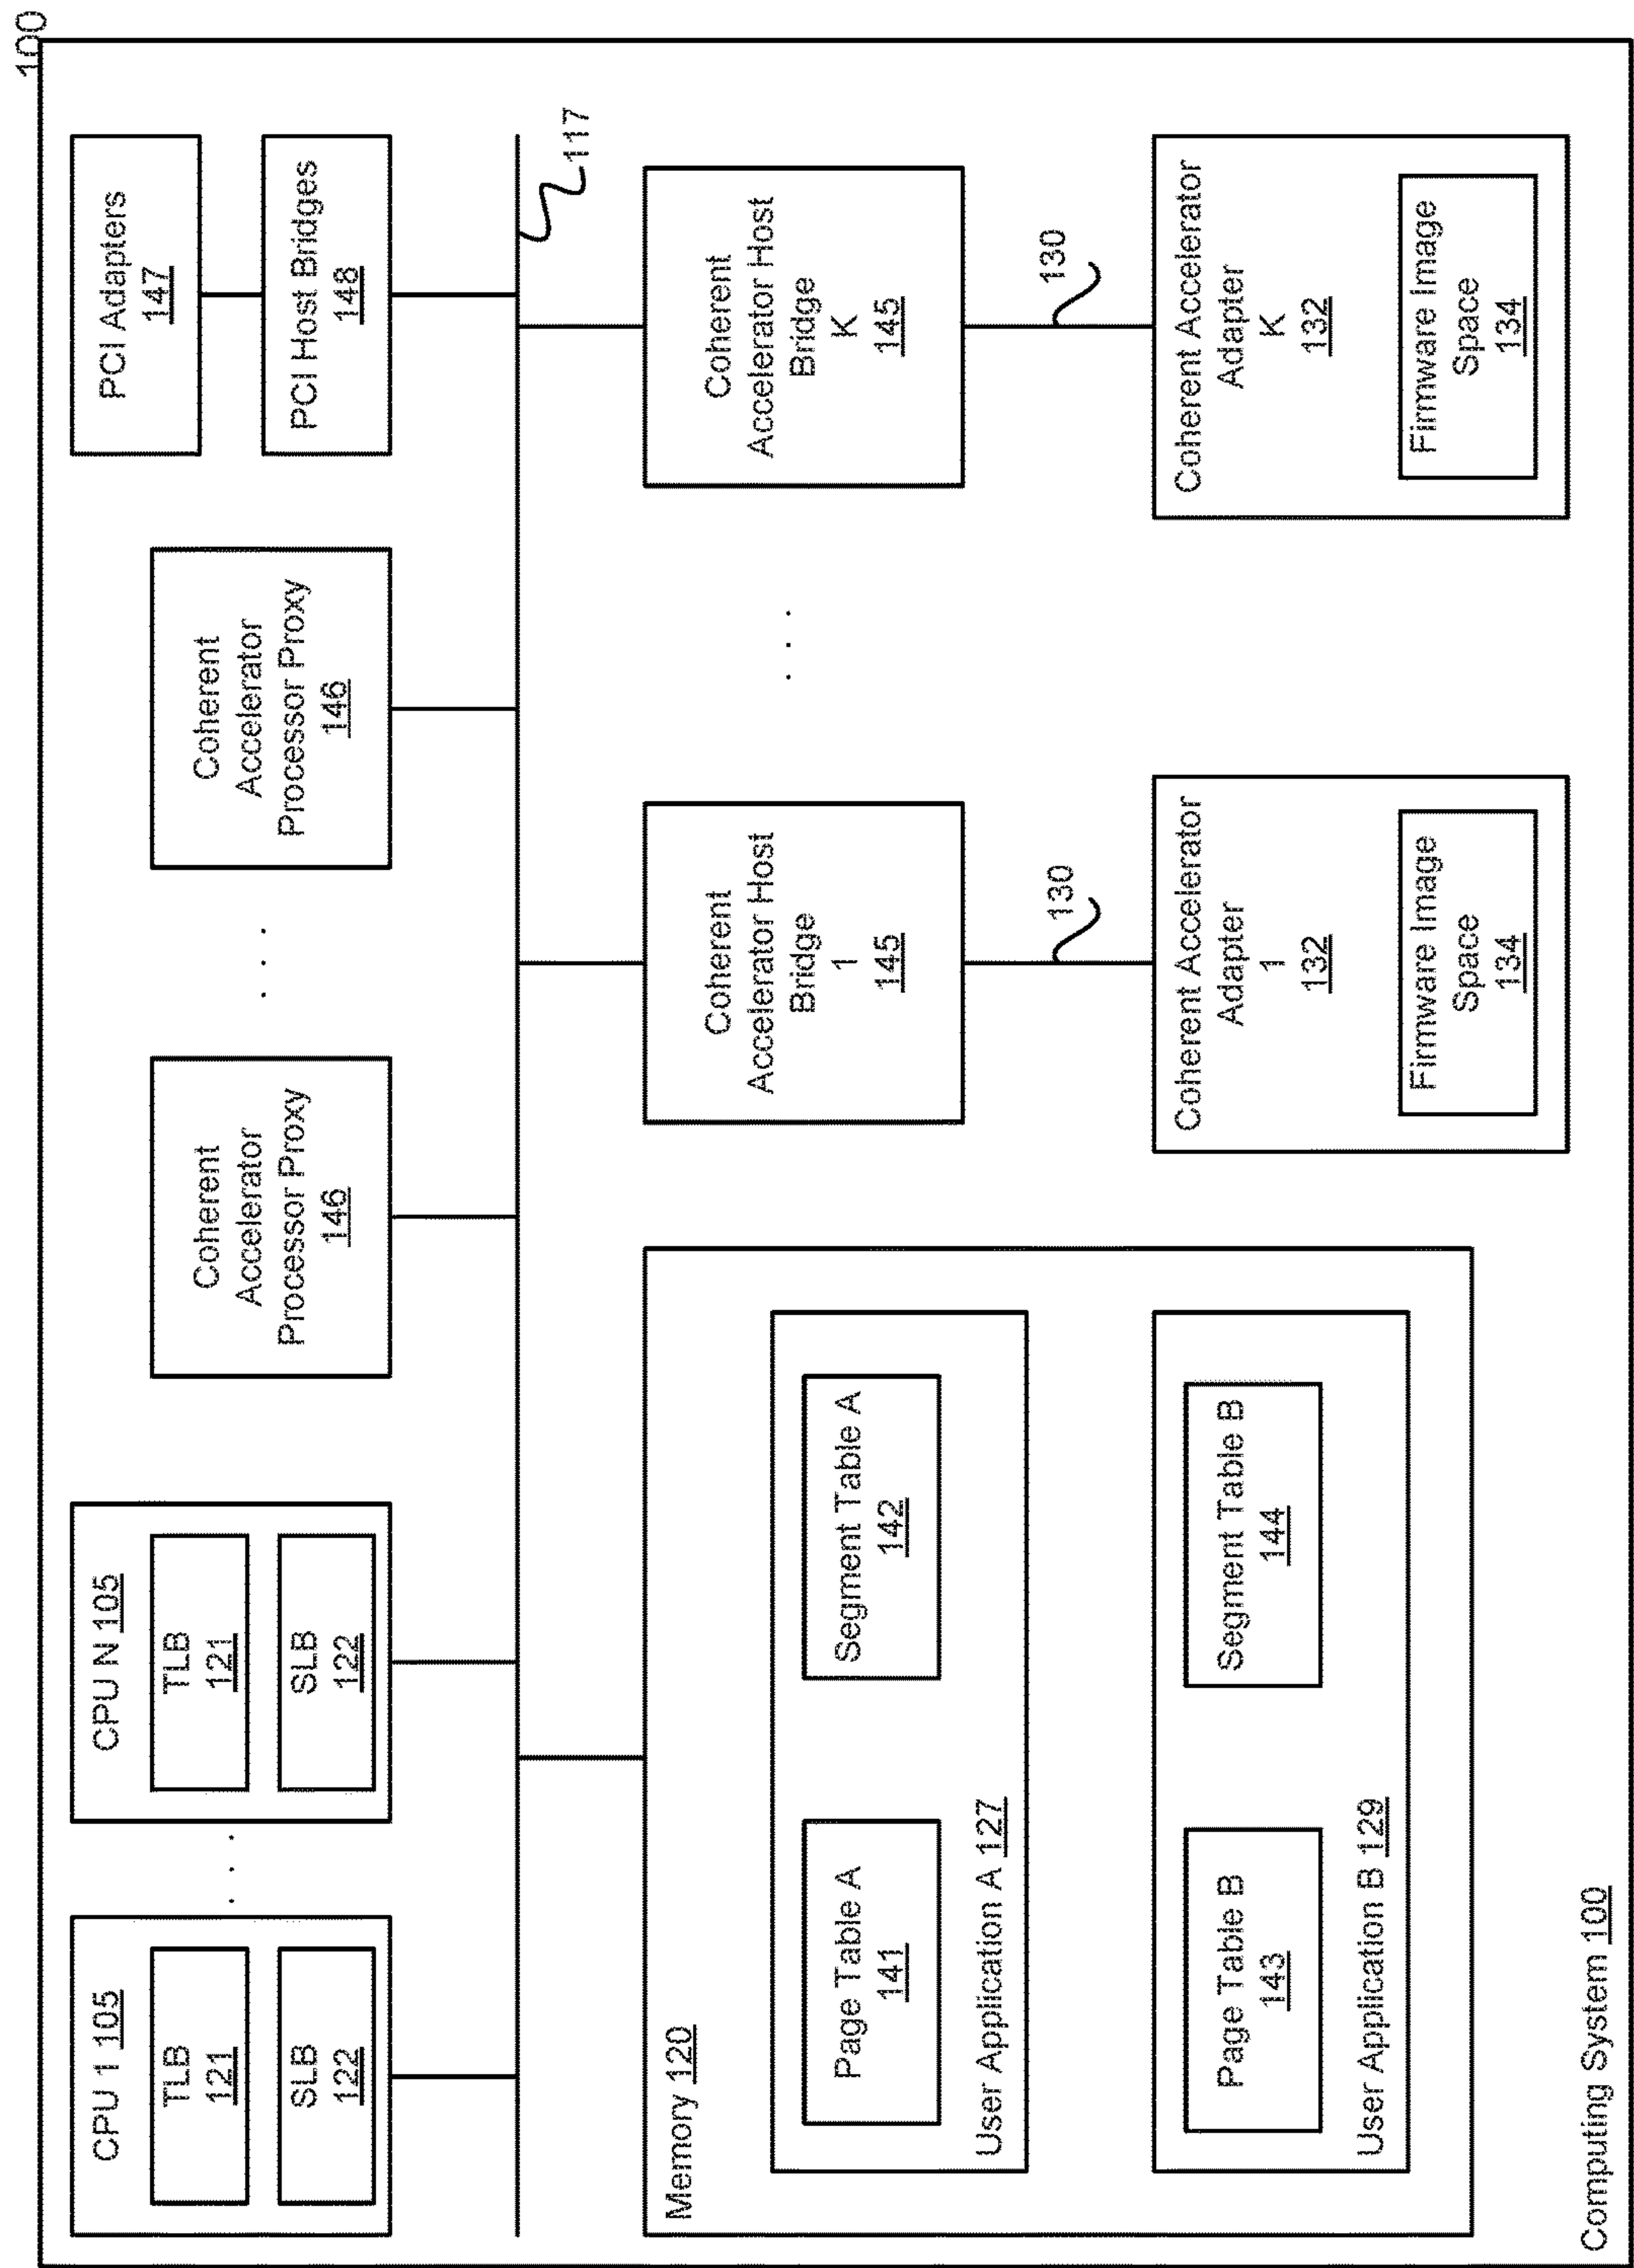 100
CPU 1 105
TLB
121
SLB
122
. . .
CPU N 105
TLB
121
SLB
122
Coherent
Accelerator
Processor Proxy
146
. . .
Coherent
Accelerator
Processor Proxy
146
PCI Adapters
147
PCI Host Bridges
148
117
Memory 120
Page Table A
141
Segment Table A
142
User Application A 127
Page Table B
143
Segment Table B
144
User Application B 129
Coherent
Accelerator Host
Bridge
1
145
. . .
Coherent
Accelerator Host
Bridge
K
145
130
130
Coherent Accelerator
Adapter
1
132
Firmware Image
Space
134
Coherent Accelerator
Adapter
K
132
Firmware Image
Space
134
Computing System 100